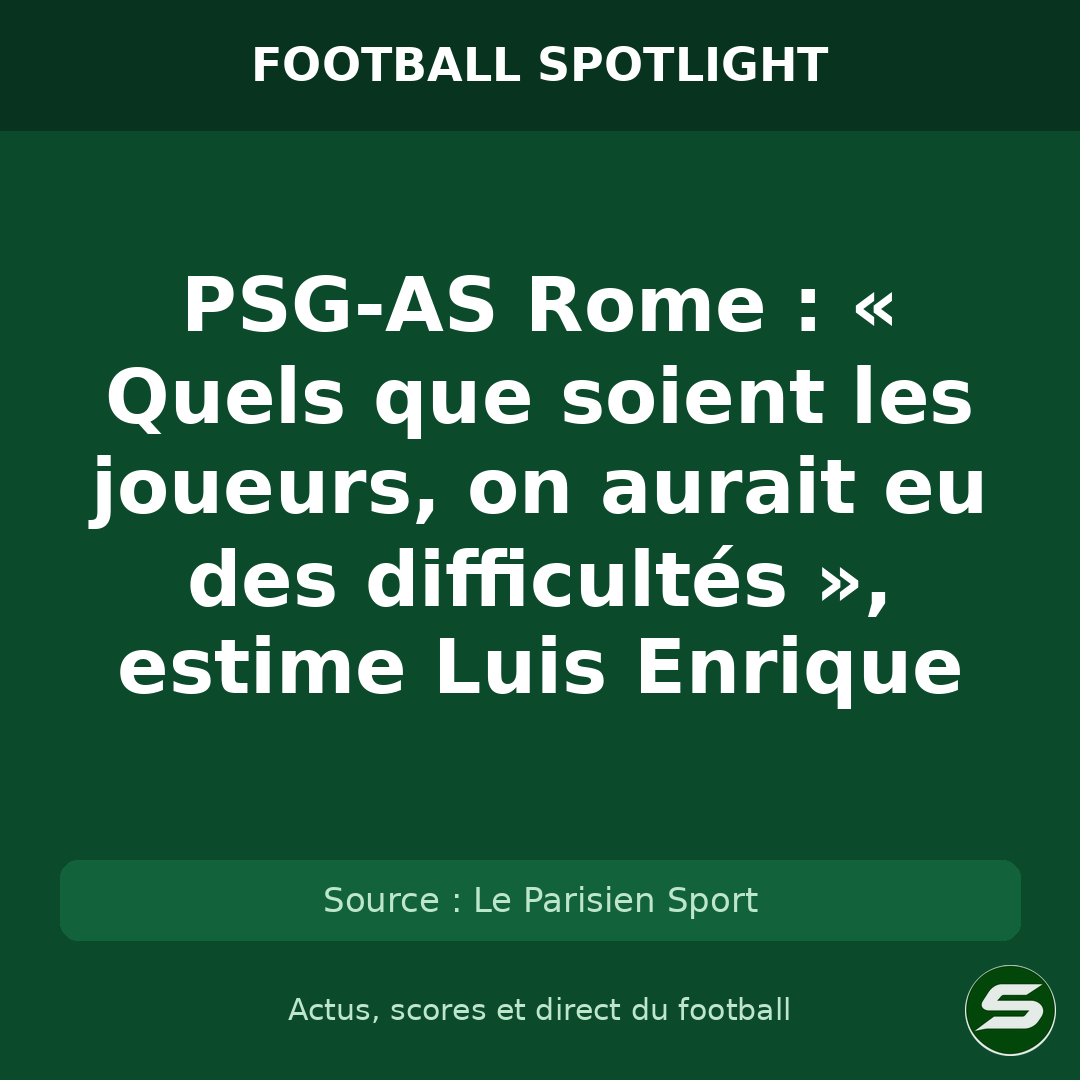 FOOTBALL SPOTLIGHT
PSG-AS Rome : «
Quels que soient les
joueurs, on aurait eu
des difficultés »,
estime Luis Enrique
Source : Le Parisien Sport
Actus, scores et direct du football
S